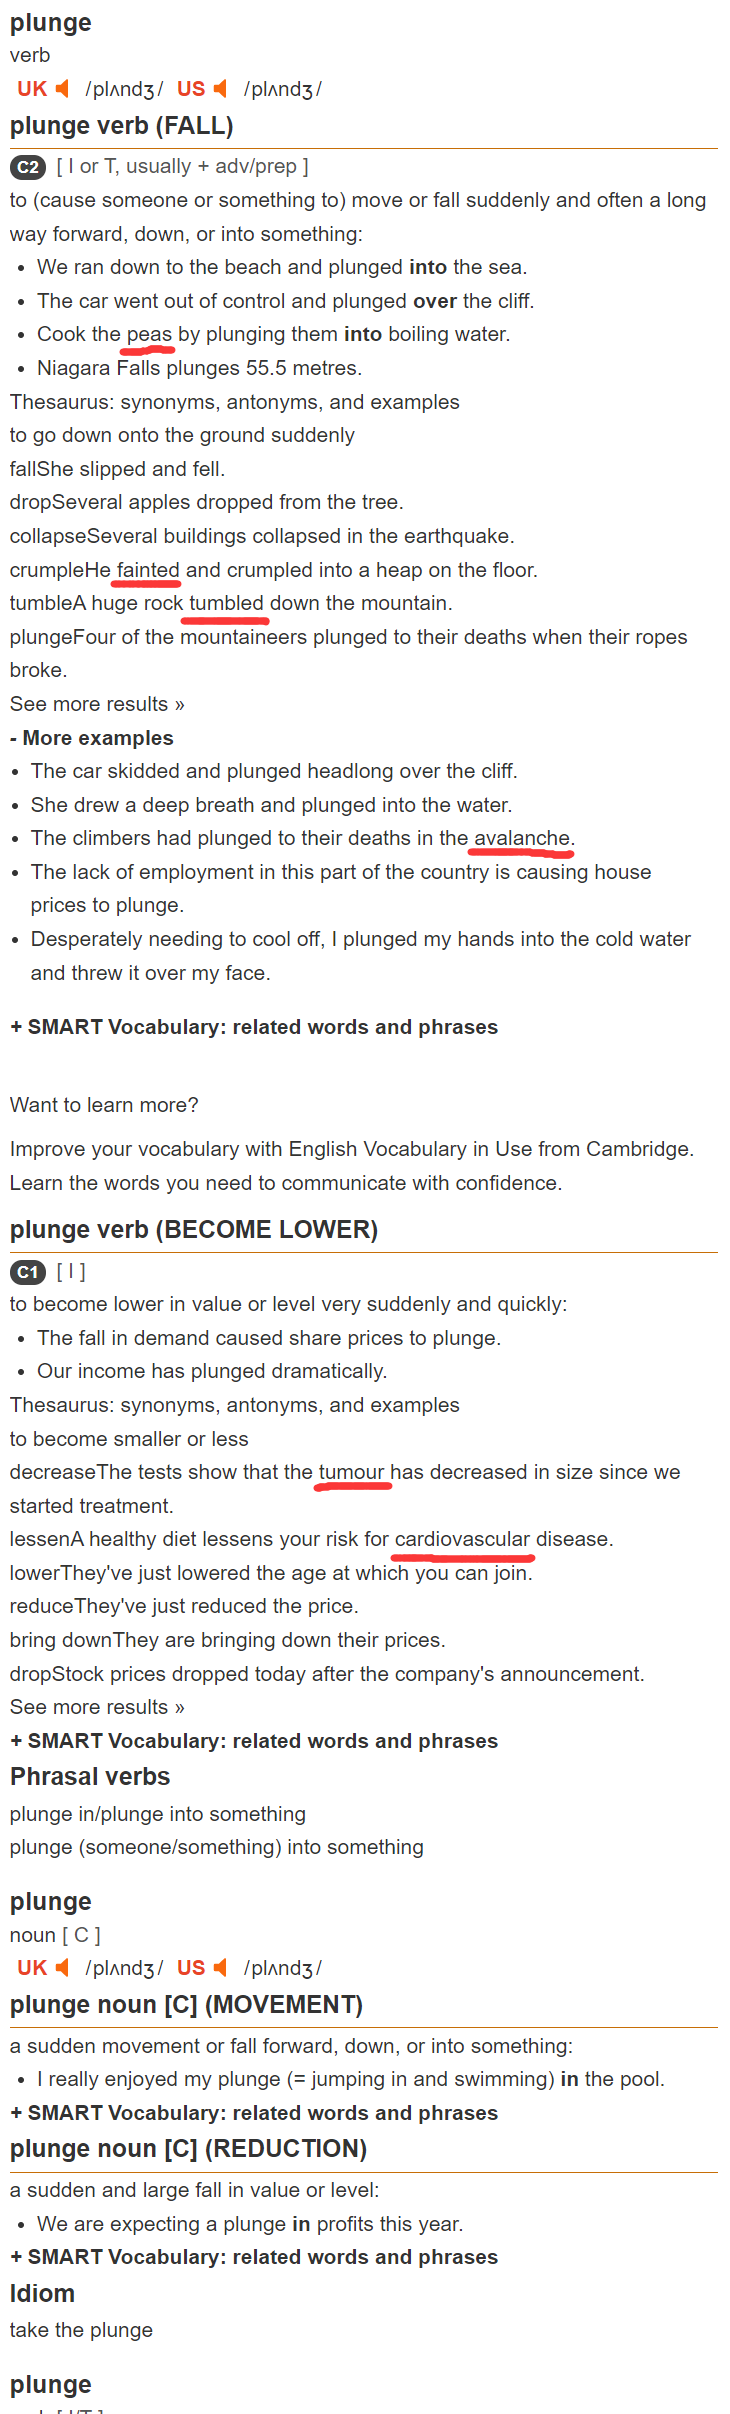 plunge
verb
UK /plʌndʒ/ US /plʌndʒ/
plunge verb (FALL)
C2 [ I or T, usually + adv/prep ]
to (cause someone or something to) move or fall suddenly and often a long
way forward, down, or into something:
• We ran down to the beach and plunged into the sea.
• The car went out of control and plunged over the cliff.
• Cook the peas by plunging them into boiling water.
• Niagara Falls plunges 55.5 metres.
Thesaurus: synonyms, antonyms, and examples
to go down onto the ground suddenly
fallShe slipped and fell.
dropSeveral apples dropped from the tree.
collapseSeveral buildings collapsed in the earthquake.
crumpleHe fainted and crumpled into a heap on the floor.
tumbleA huge rock tumbled down the mountain.
plungeFour of the mountaineers plunged to their deaths when their ropes
broke.
See more results »
- More examples
• The car skidded and plunged headlong over the cliff.
• She drew a deep breath and plunged into the water.
• The climbers had plunged to their deaths in the avalanche.
• The lack of employment in this part of the country is causing house
prices to plunge.
• Desperately needing to cool off, I plunged my hands into the cold water
and threw it over my face.
+ SMART Vocabulary: related words and phrases
Want to learn more?
Improve your vocabulary with English Vocabulary in Use from Cambridge.
Learn the words you need to communicate with confidence.
plunge verb (BECOME LOWER)
C1 [ I ]
to become lower in value or level very suddenly and quickly:
• The fall in demand caused share prices to plunge.
• Our income has plunged dramatically.
Thesaurus: synonyms, antonyms, and examples
to become smaller or less
decreaseThe tests show that the tumour has decreased in size since we
started treatment.
lessenA healthy diet lessens your risk for cardiovascular disease.
lowerThey've just lowered the age at which you can join.
reduceThey've just reduced the price.
bring downThey are bringing down their prices.
dropStock prices dropped today after the company's announcement.
See more results »
+ SMART Vocabulary: related words and phrases
Phrasal verbs
plunge in/plunge into something
plunge (someone/something) into something
plunge
noun [ C ]
UK /plʌndʒ/ US /plʌndʒ/
plunge noun [C] (MOVEMENT)
a sudden movement or fall forward, down, or into something:
• I really enjoyed my plunge (= jumping in and swimming) in the pool.
+ SMART Vocabulary: related words and phrases
plunge noun [C] (REDUCTION)
a sudden and large fall in value or level:
• We are expecting a plunge in profits this year.
+ SMART Vocabulary: related words and phrases
Idiom
take the plunge
plunge